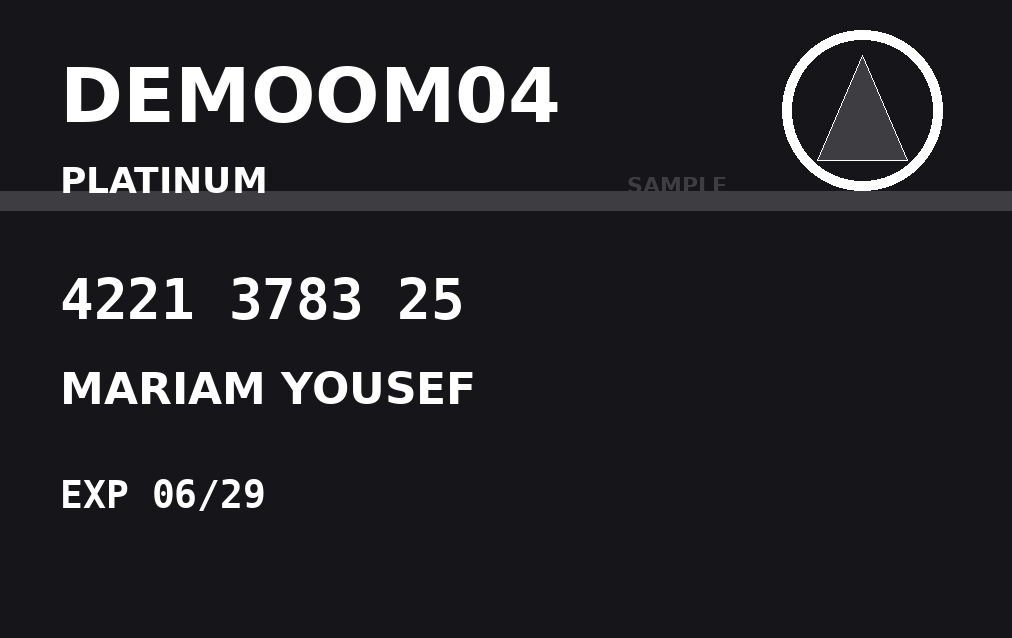 DEMOOM04
PLATINUM
SAMPLE
4221 3783 25
MARIAM YOUSEF
EXP 06/29